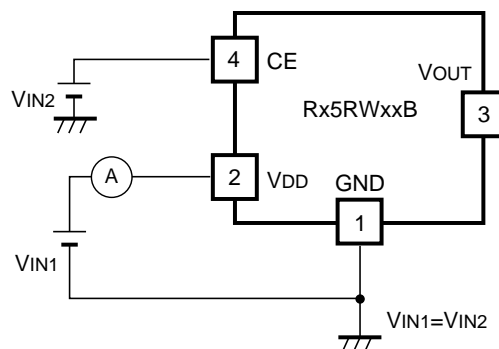 4
CE
VOUT
VIN2
Rx5RWxxB
3
A
2
VDD
GND
1
VIN1
VIN1=VIN2